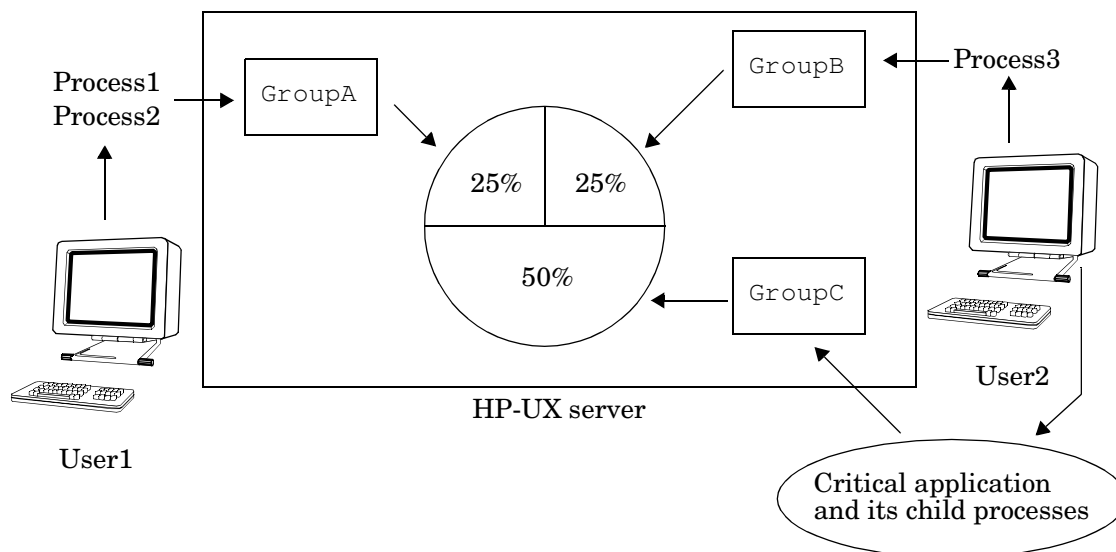 Process1
Process2
GroupA
GroupB
Process3
25%
25%
50%
GroupC
HP-UX server
User1
User2
Critical application
and its child processes